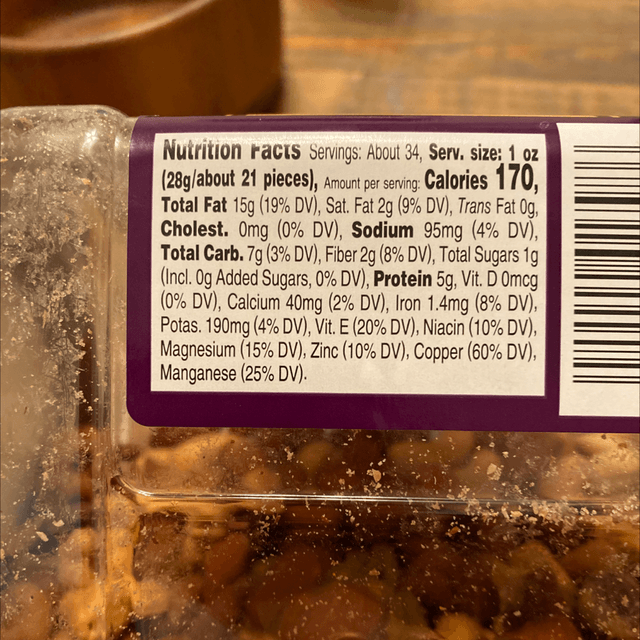 Nutrition Facts Servings: About 34, Serv. size: 1 oz
(28g/about 21 pieces), Amount per serving: Calories 170,
Total Fat 15g (19% DV), Sat. Fat 2g (9% DV), Trans Fat 0g,
Cholest. 0mg (0% DV), Sodium 95mg (4% DV),
Total Carb. 7g (3% DV), Fiber 2g (8% DV), Total Sugars 1g
(Incl. 0g Added Sugars, 0% DV), Protein 5g, Vit. D 0mcg
(0% DV), Calcium 40mg (2% DV), Iron 1.4mg (8% DV),
Potas. 190mg (4% DV), Vit. E (20% DV), Niacin (10% DV),
Magnesium (15% DV), Zinc (10% DV), Copper (60% DV),
Manganese (25% DV).